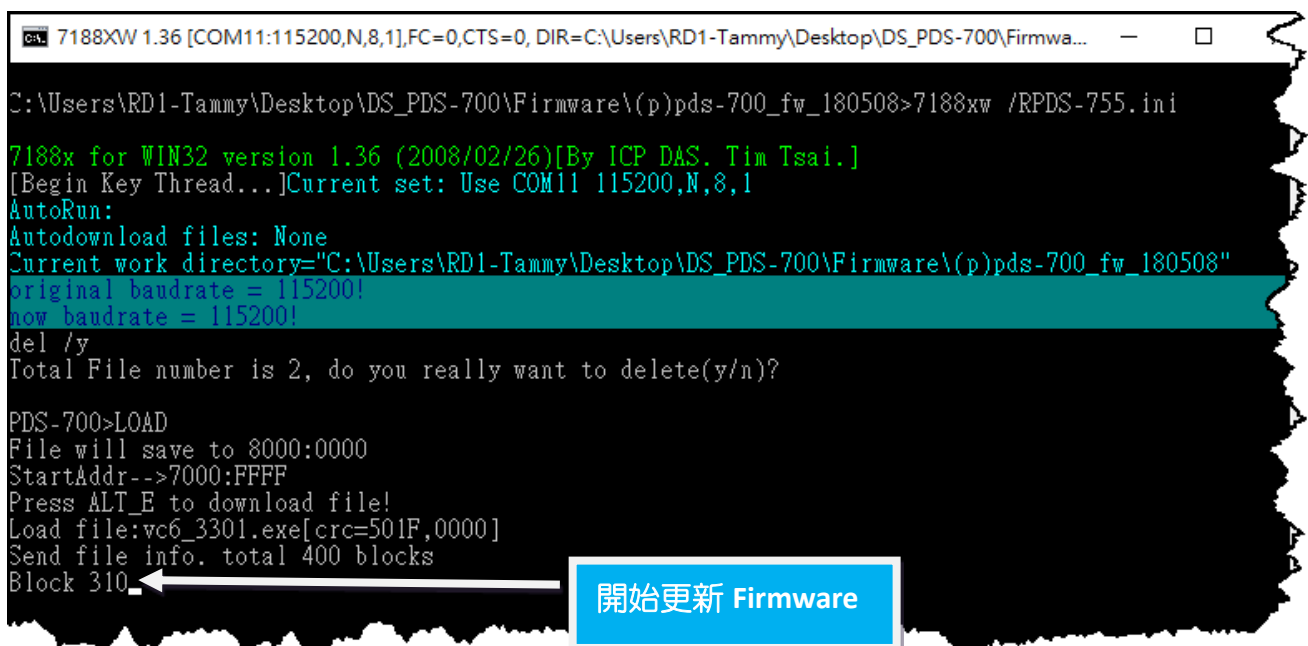 7188XW 1.36 [COM11:115200,N,8,1],FC=0,CTS=0, DIR=C:\Users\RD1-Tammy\Desktop\DS_PDS-700\Firmwa...
C:\Users\RD1-Tammy\Desktop\DS_PDS-700\Firmware\(p)pds-700_fw_180508>7188xw /RPDS-755.ini
7188x for WIN32 version 1.36 (2008/02/26)[By ICP DAS. Tim Tsai.]
[Begin Key Thread...]Current set: Use COM11 115200,N,8,1
AutoRun:
Autodownload files: None
Current work directory="C:\Users\RD1-Tammy\Desktop\DS_PDS-700\Firmware\(p)pds-700_fw_180508"
original baudrate = 115200!
now baudrate = 115200!
del /y
Total File number is 2, do you really want to delete(y/n)?
PDS-700>LOAD
File will save to 8000:0000
StartAddr-->7000:FFFF
Press ALT_E to download file!
Load file:vc6_3301.exe[crc=501F,0000]
Send file info. total 400 blocks
Block 310
開始更新 Firmware